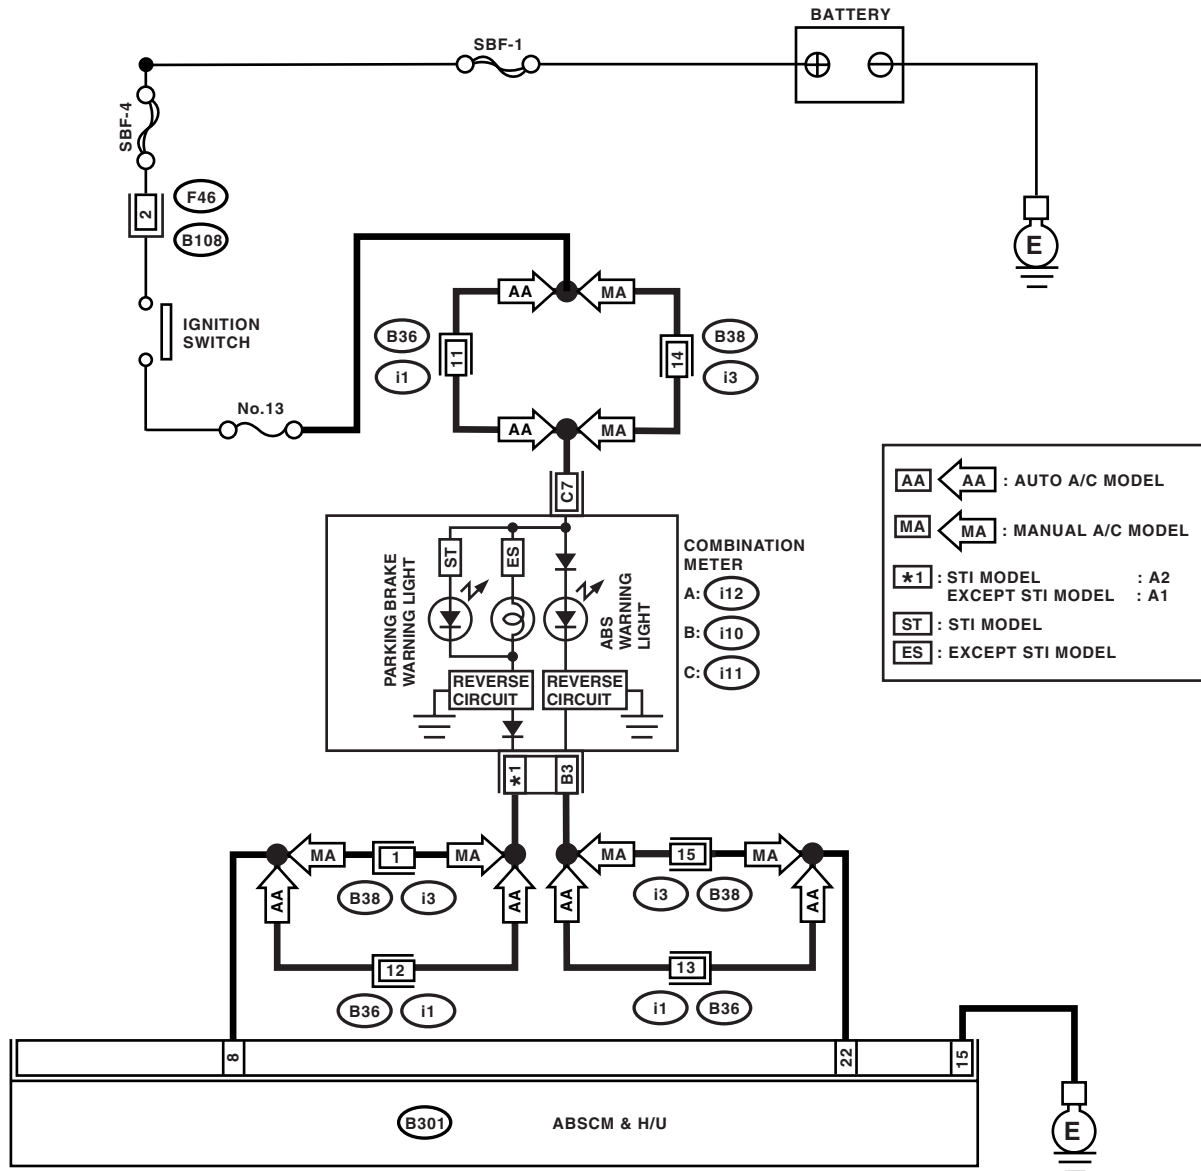 BATTERY
SBF-1
SBF-4
2
F46
B108
E
IGNITION
SWITCH
AA
MA
B36
i1
11
14
B38
i3
No.13
AA
MA
C7
AA AA : AUTO A/C MODEL
MA MA : MANUAL A/C MODEL
*1 : STI MODEL : A2
EXCEPT STI MODEL : A1
ST : STI MODEL
ES : EXCEPT STI MODEL
PARKING BRAKE
WARNING LIGHT
ST
ES
ABS
WARNING
LIGHT
COMBINATION
METER
A: i12
B: i10
C: i11
REVERSE
CIRCUIT
REVERSE
CIRCUIT
*1
B3
MA
1
MA
MA
15
MA
B38
i3
i3
B38
AA
AA
AA
AA
12
13
B36
i1
i1
B36
8
22
15
B301
ABSCM & H/U
E